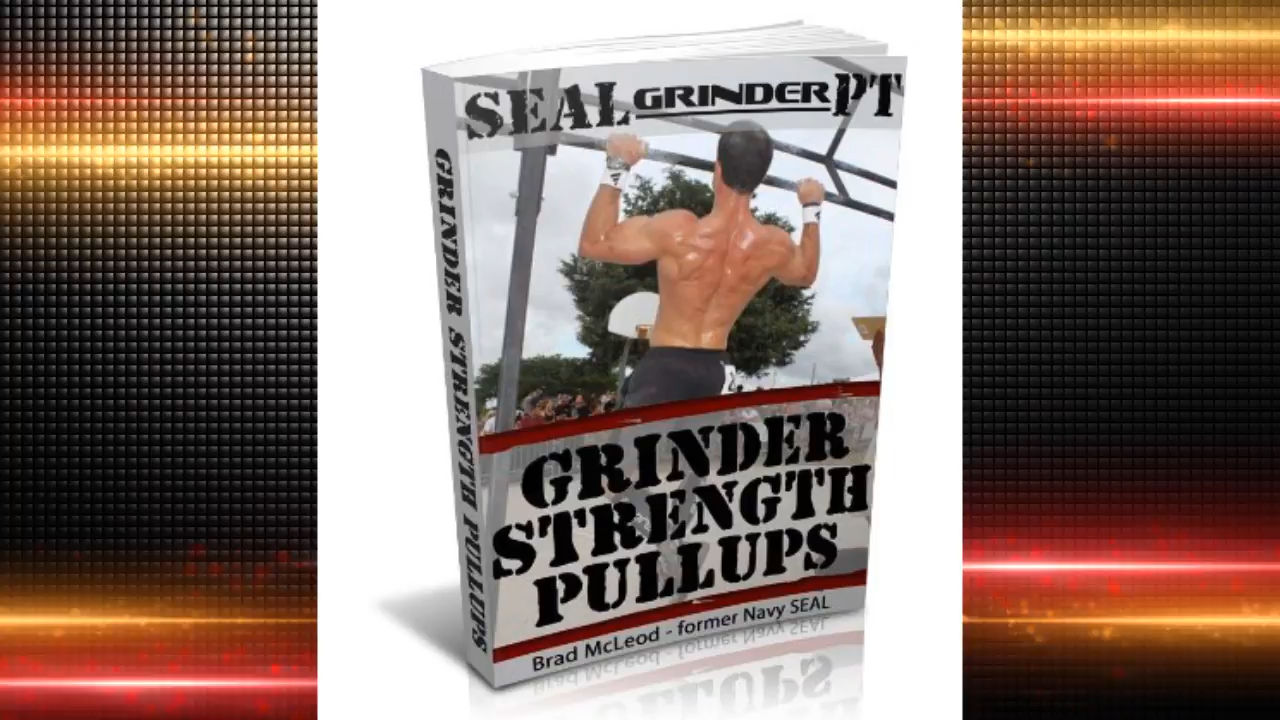 SEAL GRINDER PT
GRINDER STRENGTH PULLUPS
GRINDER
STRENGTH
PULLUPS
Brad McLeod - former Navy SEAL